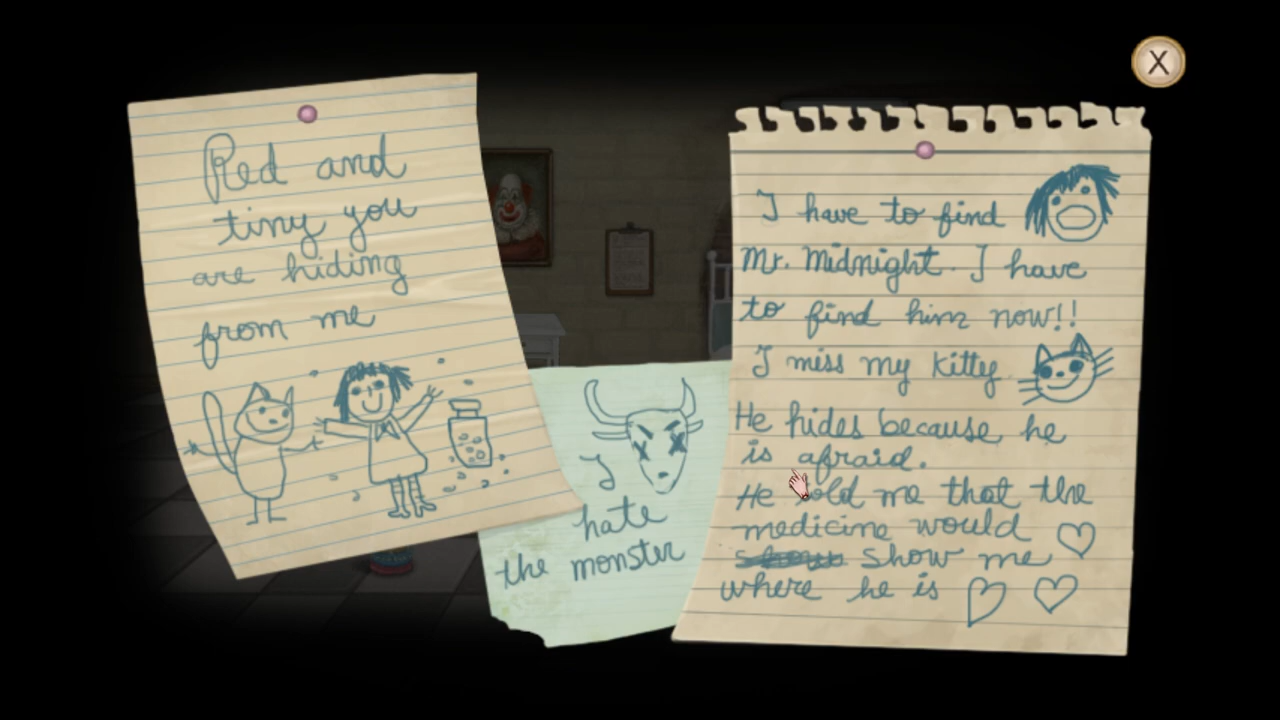 Red and
tiny you
are hiding
from me
I
hate
the monster
I have to find
Mr. Midnight. I have
to find him now!!
I miss my kitty
He hides because he
is afraid.
He told me that the
medicine would
show me
where he is
X